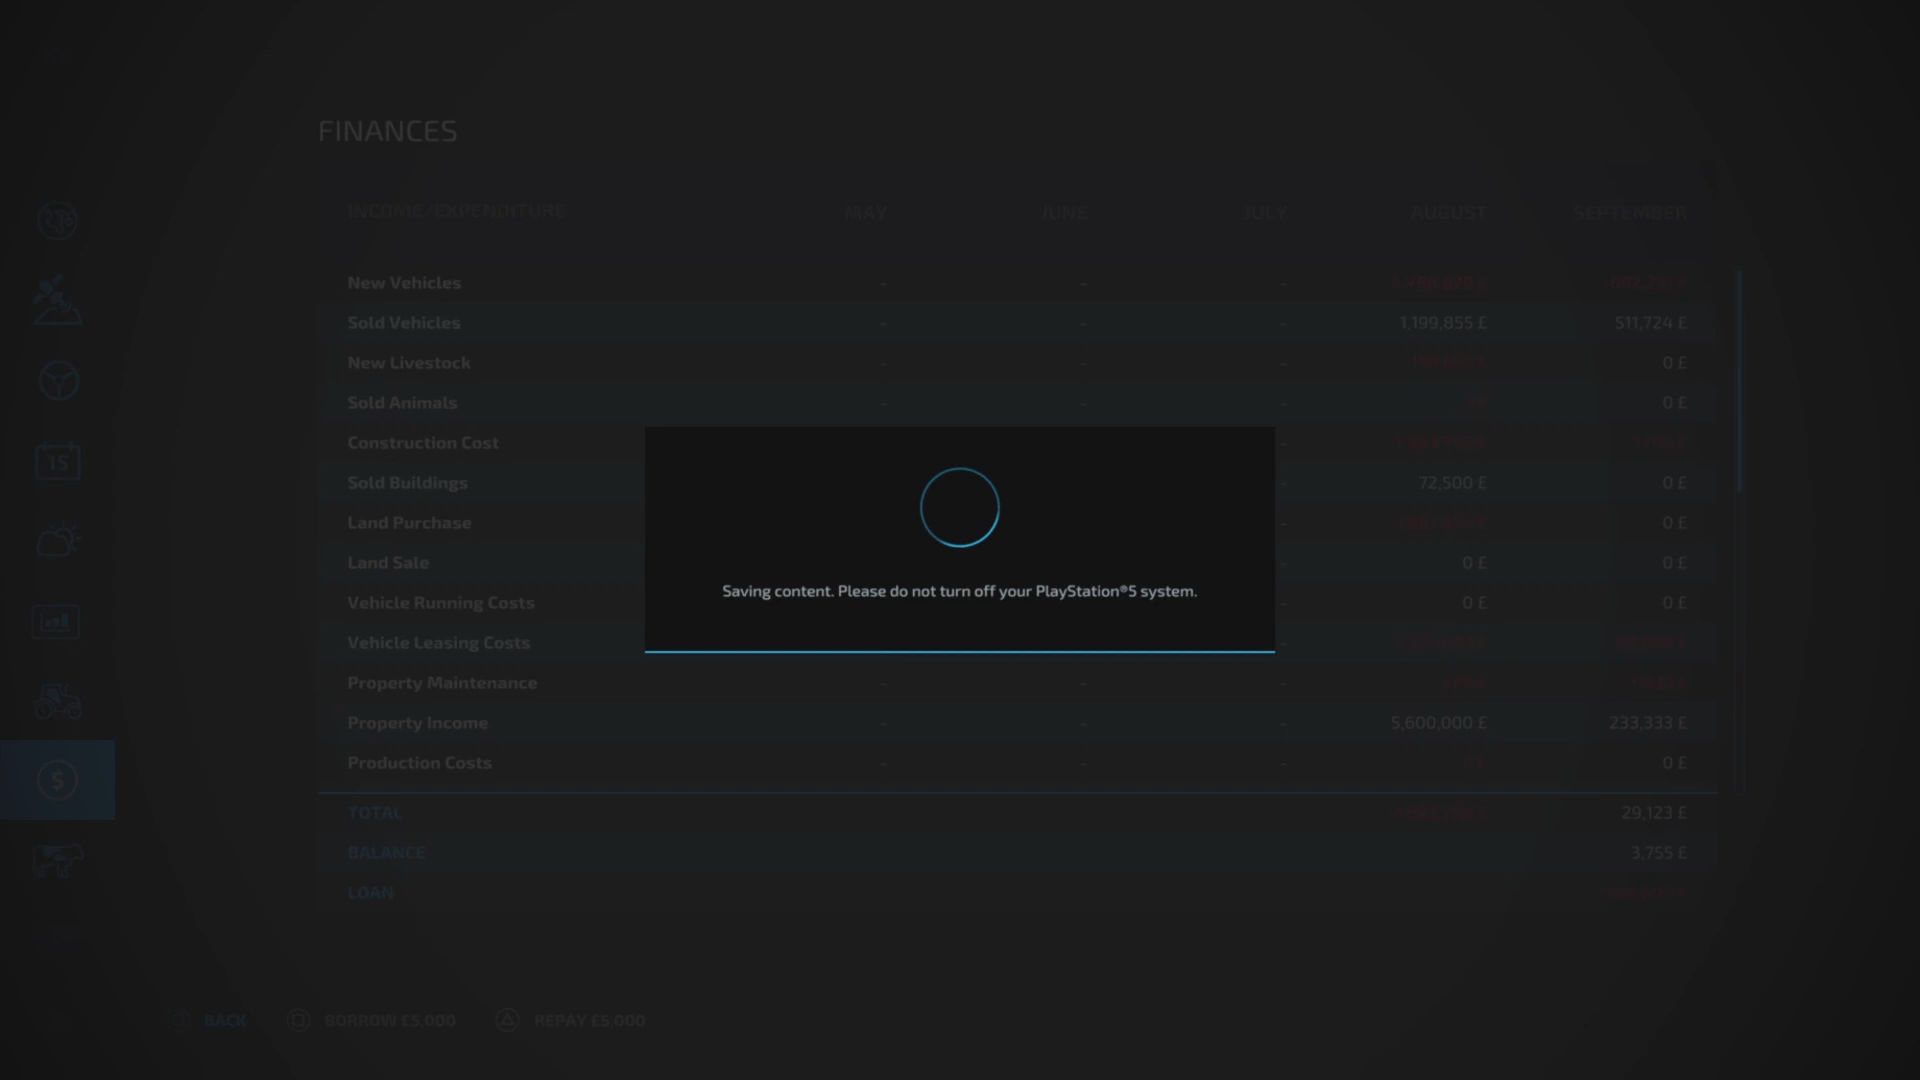 FINANCES
INCOME/EXPENDITURE MAY JUNE JULY AUGUST SEPTEMBER
New Vehicles - - -
Sold Vehicles - - - 1,199,855 £ 511,724 £
New Livestock - - - 0 £
Sold Animals - - - 0 £
Construction Cost -
Sold Buildings - 72,500 £ 0 £
Land Purchase - 0 £
Land Sale - 0 £ 0 £
Vehicle Running Costs - 0 £ 0 £
Vehicle Leasing Costs -
Property Maintenance - - -
Property Income - - - 5,600,000 £ 233,333 £
Production Costs - - - 0 £
TOTAL 29,123 £
BALANCE 3,755 £
LOAN
15
$
Saving content. Please do not turn off your PlayStation®5 system.
BACK BORROW £5,000 REPAY £5,000